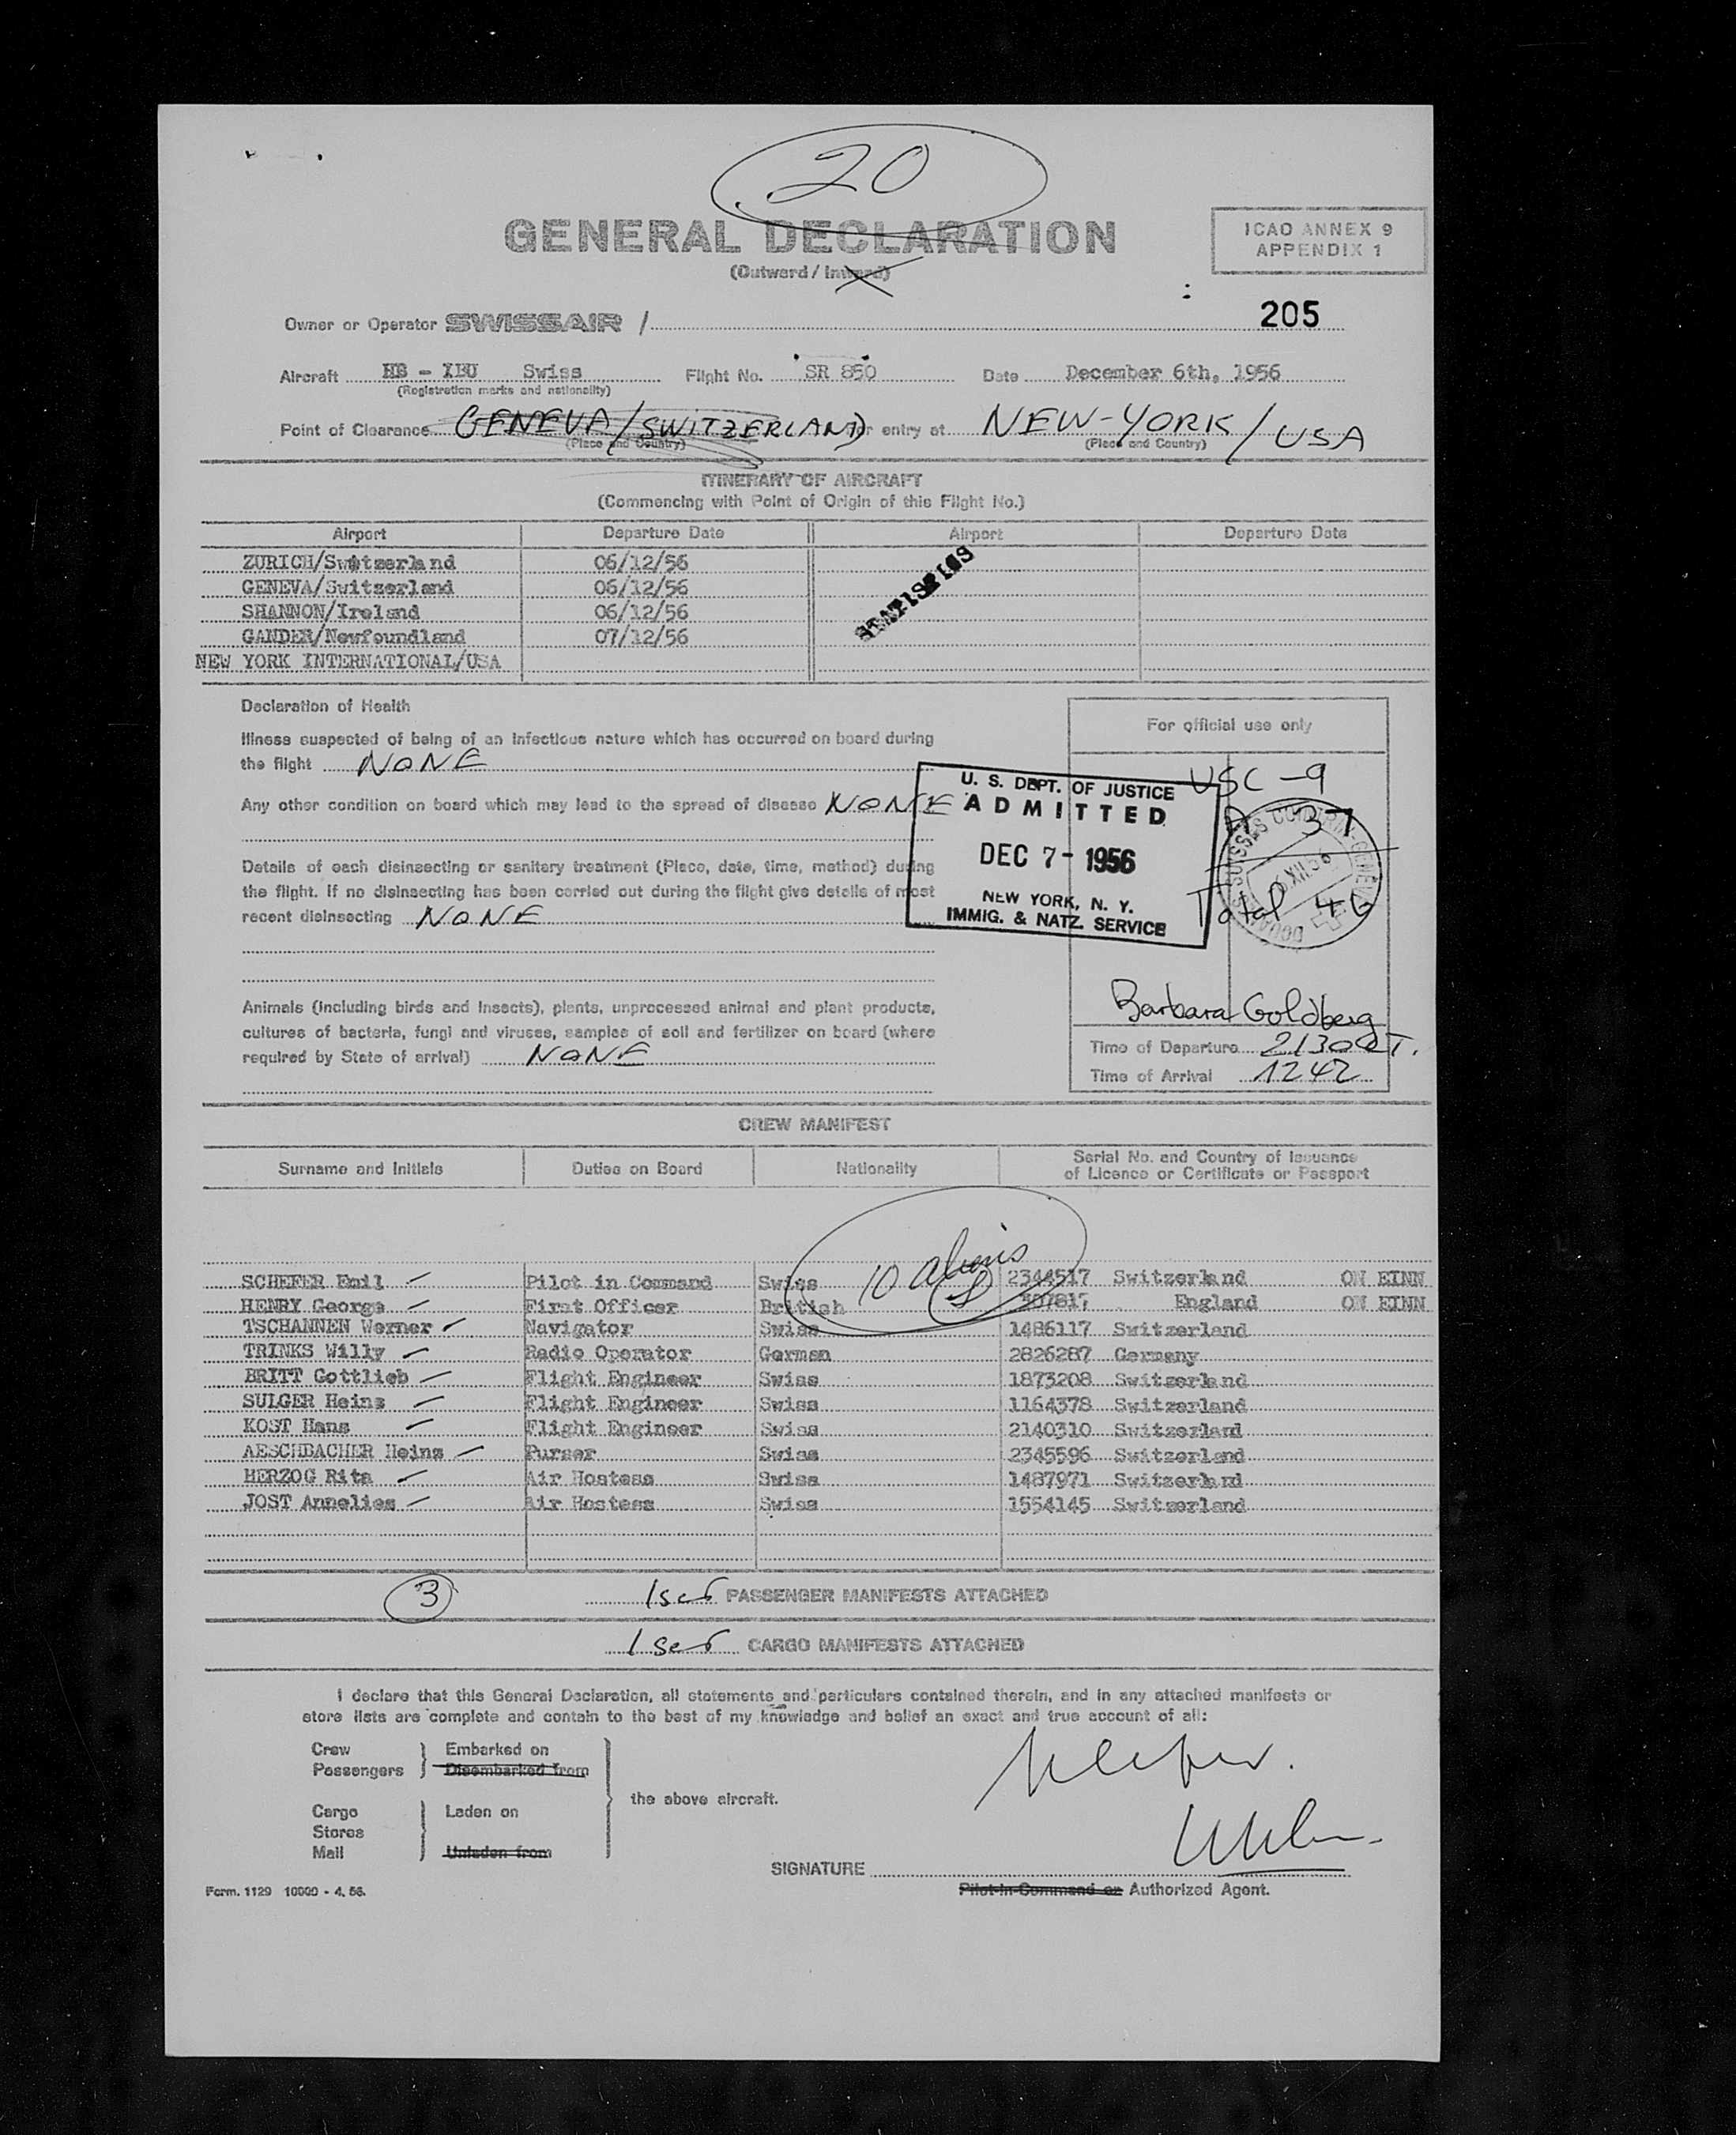 20
GENERAL DECLARATION
(Outward / Inward)
ICAO ANNEX 9
APPENDIX 1
205
Owner or Operator SWISSAIR /
Aircraft HB - IBU Swiss Flight No. SR 850 Date December 6th, 1956
(Registration marks and nationality)
Point of Clearance GENEVA/SWITZERLAND For entry at NEW-YORK/USA
(Place and Country) (Place and Country)
ITINERARY OF AIRCRAFT
(Commencing with Point of Origin of this Flight No.)
Airport Departure Date Airport Departure Date
ZURICH/Switzerland 06/12/56
GENEVA/Switzerland 06/12/56
SHANNON/Ireland 06/12/56
GANDER/Newfoundland 07/12/56
NEW YORK INTERNATIONAL/USA
STATISTICS
Declaration of Health
Illness suspected of being of an infectious nature which has occurred on board during
the flight NONE
Any other condition on board which may lead to the spread of disease NONE
Details of each disinsecting or sanitary treatment (Place, date, time, method) during
the flight. If no disinsecting has been carried out during the flight give details of most
recent disinsecting NONE
Animals (including birds and insects), plants, unprocessed animal and plant products,
cultures of bacteria, fungi and viruses, samples of soil and fertilizer on board (where
required by State of arrival) NONE
For official use only
USC - 9
A 37
Total 46
U. S. DEPT. OF JUSTICE
ADMITTED
DEC 7 - 1956
NEW YORK, N. Y.
IMMIG. & NATZ. SERVICE
Barbara Goldberg
Time of Departure 2130
Time of Arrival 1242
CREW MANIFEST
Surname and Initials Duties on Board Nationality Serial No. and Country of Issuance
of Licence or Certificate or Passport
10 aliens
SCHEFER Emil Pilot in Command Swiss 2344517 Switzerland ON EINN
HENRY George First Officer British 307817 England ON EINN
TSCHANNEN Werner Navigator Swiss 1486117 Switzerland
TRINKS Willy Radio Operator German 2826287 Germany
BRITT Gottlieb Flight Engineer Swiss 1873208 Switzerland
SULGER Heinz Flight Engineer Swiss 1164378 Switzerland
KOST Hans Flight Engineer Swiss 2140310 Switzerland
AESCHBACHER Heinz Purser Swiss 2345596 Switzerland
HERZOG Rita Air Hostess Swiss 1487971 Switzerland
JOST Annelies Air Hostess Swiss 1554145 Switzerland
3
1 set PASSENGER MANIFESTS ATTACHED
1 set CARGO MANIFESTS ATTACHED
I declare that this General Declaration, all statements and particulars contained therein, and in any attached manifests or
store lists are complete and contain to the best of my knowledge and belief an exact and true account of all:
Crew Embarked on
Passengers Disembarked from
the above aircraft.
Cargo Laden on
Stores
Mail Unladen from
SIGNATURE
Pilot-in-Command or Authorized Agent.
Form. 1129 10000 - 4. 56.